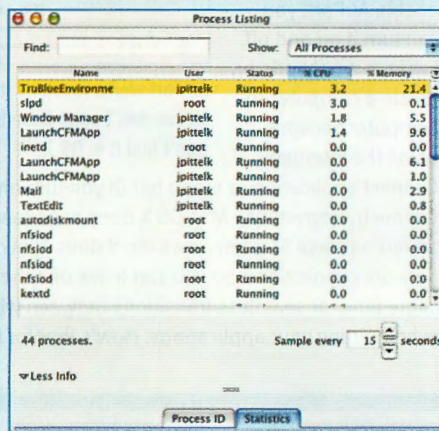 Process Listing
Find: Show: All Processes
Name User Status % CPU % Memory
TruBlueEnvironme jpittelk Running 3.2 21.4
slpd root Running 3.0 0.1
Window Manager jpittelk Running 1.8 5.5
LaunchCFMApp jpittelk Running 1.4 9.6
inetd root Running 0.0 0.0
LaunchCFMApp jpittelk Running 0.0
LaunchCFMApp jpittelk Running 0.0 1.0
Mail jpittelk Running 0.0
TextEdit jpittelk Running 0.0 0.8
autodiskmount root Running 0.0 0.0
nfsiod root Running 0.0 0.0
nfsiod root Running 0.0 0.0
nfsiod root Running 0.0 0.0
nfsiod root Running 0.0 0.0
kextd root Running 0.0 0.0
44 processes. Sample every 15 seconds
Less Info
Process ID Statistics